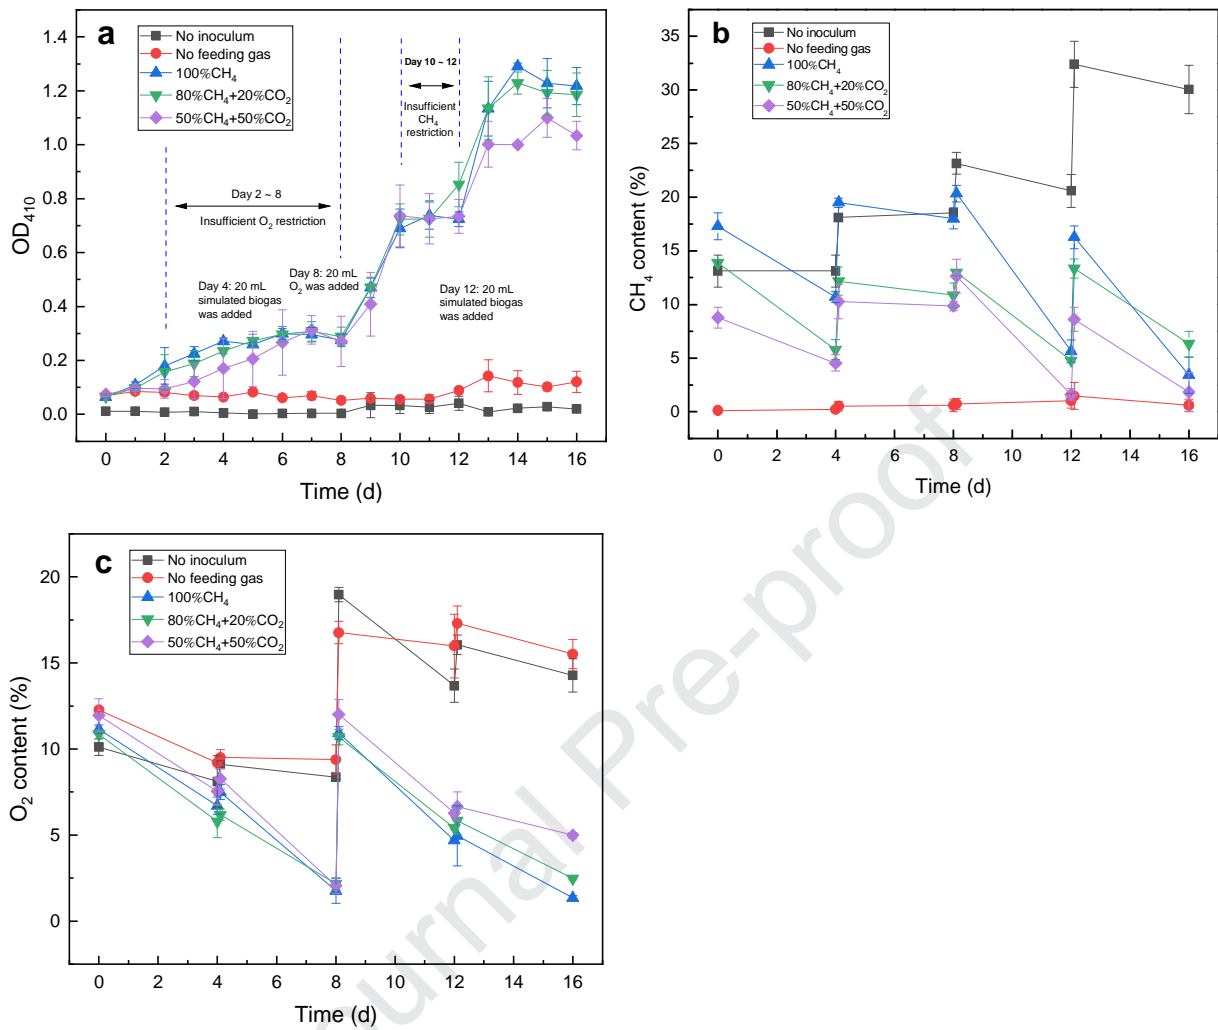 a
No inoculum
No feeding gas
100%CH₄
80%CH₄+20%CO₂
50%CH₄+50%CO₂
Day 10 ~ 12
Insufficient
CH₄
restriction
Day 2 ~ 8
Insufficient O₂ restriction
Day 4: 20 mL
simulated biogas
was added
Day 8: 20 mL
O₂ was added
Day 12: 20 mL
simulated biogas
was added
OD₄₁₀
1.4
1.2
1.0
0.8
0.6
0.4
0.2
0.0
0 2 4 6 8 10 12 14 16
Time (d)
b
No inoculum
No feeding gas
100%CH₄
80%CH₄+20%CO₂
50%CH₄+50%CO₂
CH₄ content (%)
35
30
25
20
15
10
5
0
0 2 4 6 8 10 12 14 16
Time (d)
c
No inoculum
No feeding gas
100%CH₄
80%CH₄+20%CO₂
50%CH₄+50%CO₂
O₂ content (%)
20
15
10
5
0
0 2 4 6 8 10 12 14 16
Time (d)
Journal Pre-proof